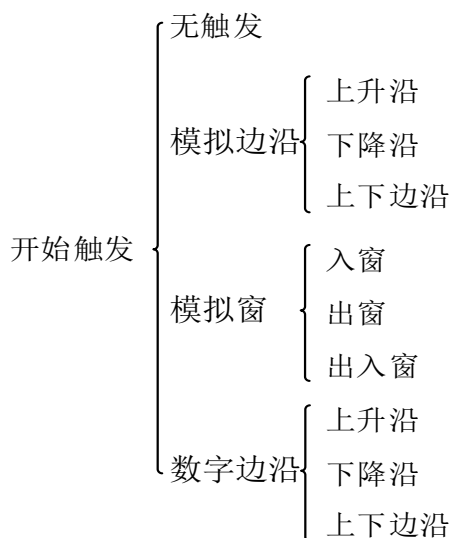 无触发
上升沿
模拟边沿
下降沿
上下边沿
开始触发
入窗
模拟窗
出窗
出入窗
上升沿
数字边沿
下降沿
上下边沿